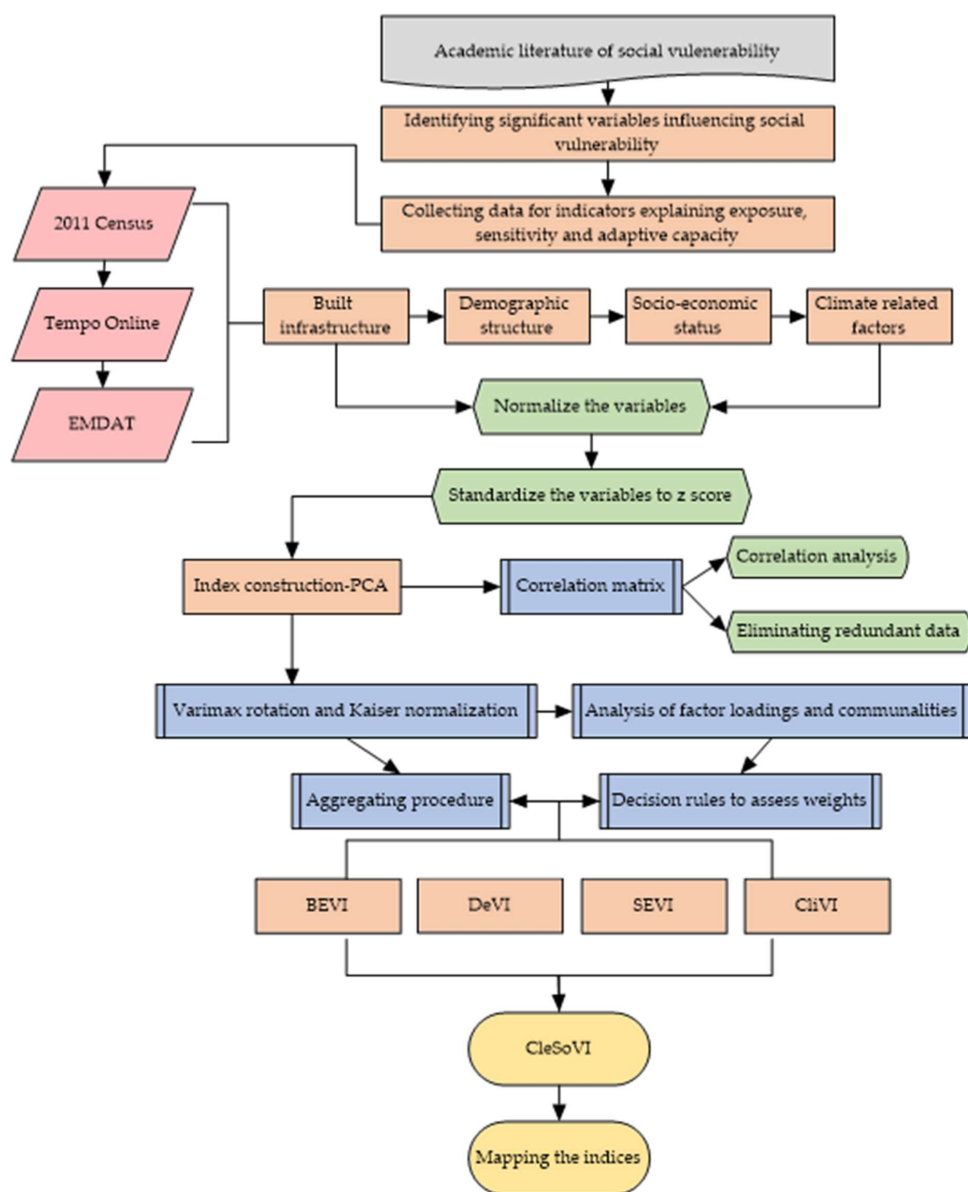 Academic literature of social vulenerability
Identifying significant variables influencing social
vulnerability
Collecting data for indicators explaining exposure,
sensitivity and adaptive capacity
2011 Census
Tempo Online
EMDAT
Built
infrastructure
Demographic
structure
Socio-economic
status
Climate related
factors
Normalize the variables
Standardize the variables to z score
Index construction-PCA
Correlation matrix
Correlation analysis
Eliminating redundant data
Varimax rotation and Kaiser normalization
Analysis of factor loadings and communalities
Aggregating procedure
Decision rules to assess weights
BEVI
DeVI
SEVI
CliVI
CleSoVI
Mapping the indices